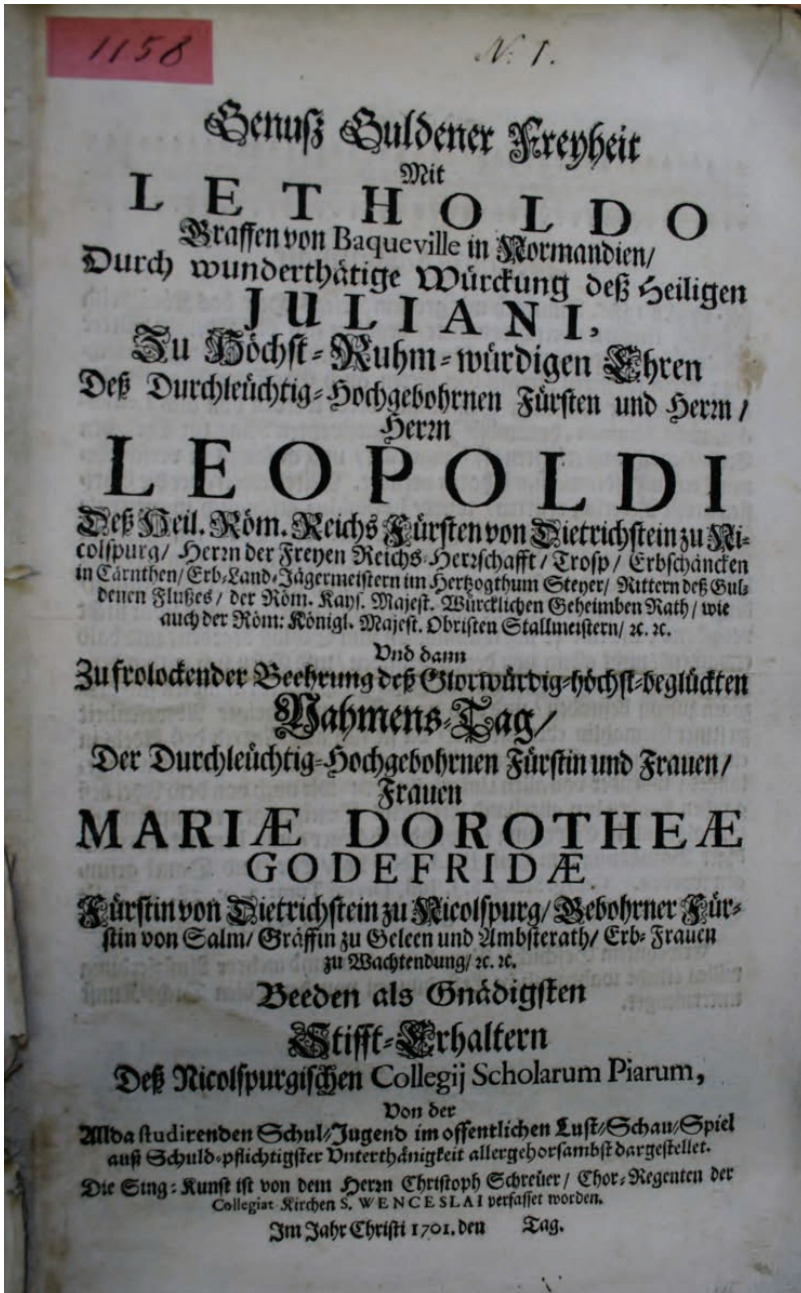 1158
N: 1.
Genuß Guldener Freyheit
Mit
LETHOLDO
Graffen von Baqueville in Normandien/
Durch wunderthätige Würckung deß Heiligen
JULIANI,
Zu Höchst-Ruhm-würdigen Ehren
Deß Durchleüchtig-Hochgebohrnen Fürsten und Herrn/
Herrn
LEOPOLDI
Deß Heil. Röm. Reichs Fürsten von Dietrichstein zu Ni-
colspurg/ Herrn der Freyen Reichs Herrschafft/ Trosp/ Erbschäncken
in Cärnthen/ Erb-Land-Jägermeistern im Hertzogthum Steyer/ Rittern deß Gul-
denen Flußes/ der Röm. Kays. Majest. Würcklichen Geheimben Rath/ wie
auch der Röm: Königl. Majest. Obristen Stallmeistern/ ꝛc. ꝛc.
Und dann
Zu frolockender Beehrung deß Glorwürdig-höchst-beglückten
Nahmens-Tag/
Der Durchleüchtig-Hochgebohrnen Fürstin und Frauen/
Frauen
MARIÆ DOROTHEÆ
GODEFRIDÆ
Fürstin von Dietrichstein zu Nicolspurg/ Gebohrner Für-
stin von Salm/ Gräffin zu Geleen und Ambsterath/ Erb-Frauen
zu Wachtendung/ ꝛc. ꝛc.
Beeden als Gnädigsten
Stifft-Erhaltern
Deß Nicolspurgischen Collegij Scholarum Piarum,
Von der
Allda studirenden Schul-Jugend im offentlichen Lust-Schau-Spiel
auß Schuld-pflichtigster Unterthänigkeit allergehorsambst dargestellet.
Die Sing-Kunst ist von dem Herrn Christoph Schreüer/ Chor-Regenten der
Collegiat Kirchen S. WENCESLAI verfasset worden.
Im Jahr Christi 1701. den Tag.